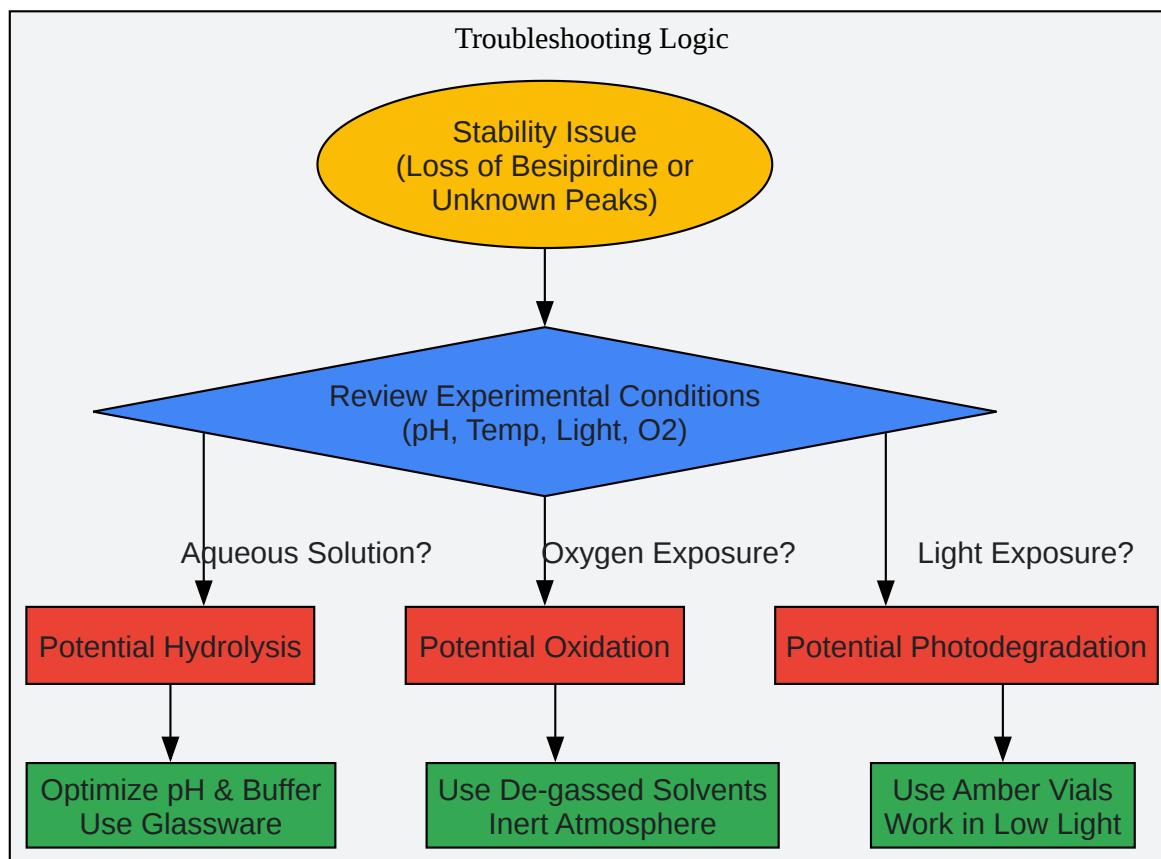 Troubleshooting Logic
Stability Issue
(Loss of Besipirdine or
Unknown Peaks)
Review Experimental Conditions
(pH, Temp, Light, O2)
Aqueous Solution?
Oxygen Exposure?
Light Exposure?
Potential Hydrolysis
Potential Oxidation
Potential Photodegradation
Optimize pH & Buffer
Use Glassware
Use De-gassed Solvents
Inert Atmosphere
Use Amber Vials
Work in Low Light